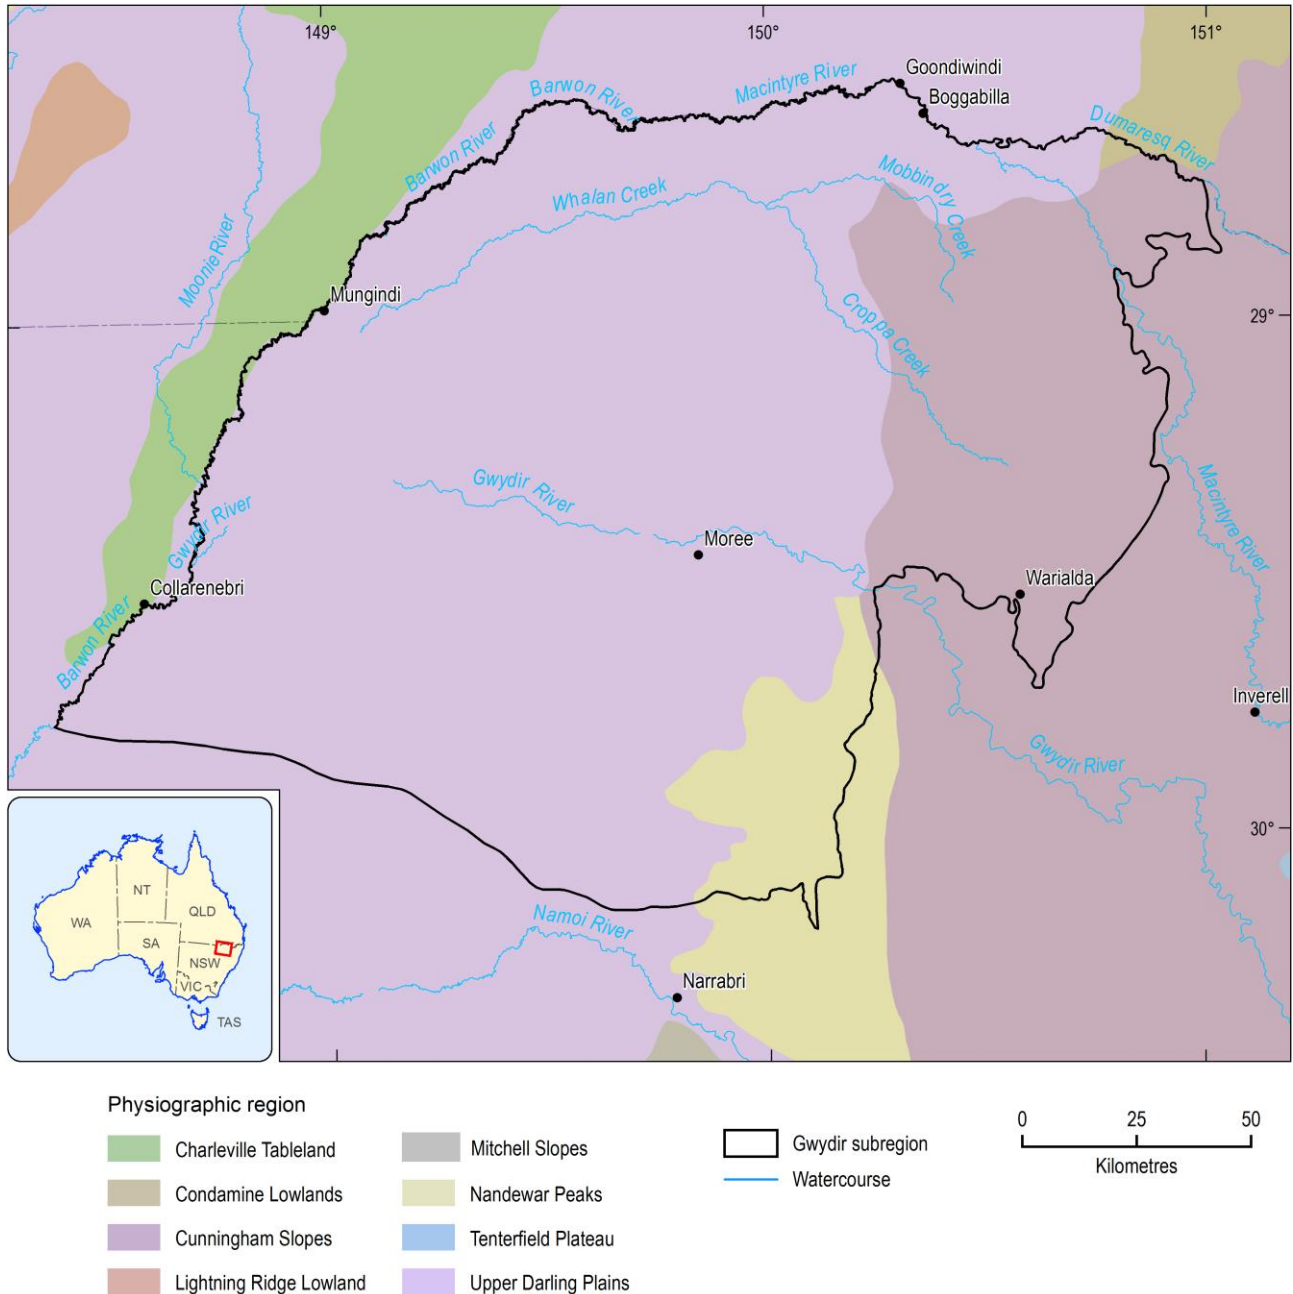 149°
150°
151°
Goondiwindi
Macintyre River
Barwon River
Boggabilla
Dumaresq River
Barwon River
Mobbindry Creek
Whalan Creek
Moonie River
Mungindi
29°
Croppa Creek
Gwydir River
Macintyre River
Gwydir River
Moree
Collarenebri
Warialda
Barwon River
Inverell
Gwydir River
30°
NT
QLD
WA
SA
NSW
VIC
TAS
Namoi River
Narrabri
Physiographic region
Charleville Tableland
Condamine Lowlands
Cunningham Slopes
Lightning Ridge Lowland
Mitchell Slopes
Nandewar Peaks
Tenterfield Plateau
Upper Darling Plains
Gwydir subregion
Watercourse
0 25 50
Kilometres